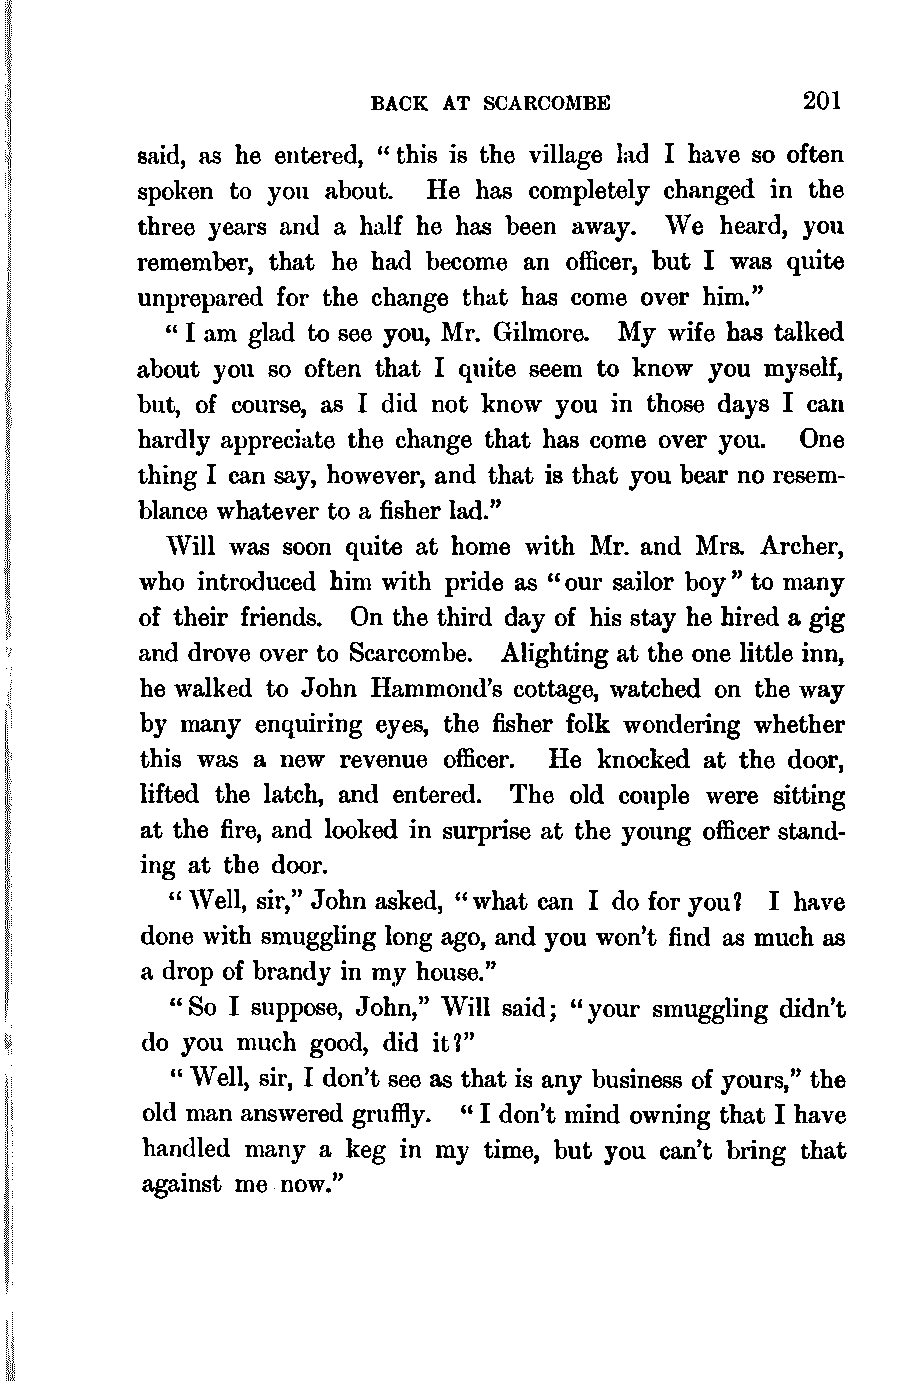 BACK AT SCARCOMBE 201
said, as he entered, “this is the village lad I have so often
spoken to you about. He has completely changed in the
three years and a half he has been away. We heard, you
remember, that he had become an officer, but I was quite
unprepared for the change that has come over him.”
“I am glad to see you, Mr. Gilmore. My wife has talked
about you so often that I quite seem to know you myself,
but, of course, as I did not know you in those days I can
hardly appreciate the change that has come over you. One
thing I can say, however, and that is that you bear no resem-
blance whatever to a fisher lad.”
Will was soon quite at home with Mr. and Mrs. Archer,
who introduced him with pride as “our sailor boy” to many
of their friends. On the third day of his stay he hired a gig
and drove over to Scarcombe. Alighting at the one little inn,
he walked to John Hammond’s cottage, watched on the way
by many enquiring eyes, the fisher folk wondering whether
this was a new revenue officer. He knocked at the door,
lifted the latch, and entered. The old couple were sitting
at the fire, and looked in surprise at the young officer stand-
ing at the door.
“Well, sir,” John asked, “what can I do for you? I have
done with smuggling long ago, and you won’t find as much as
a drop of brandy in my house.”
“So I suppose, John,” Will said; “your smuggling didn’t
do you much good, did it?”
“Well, sir, I don’t see as that is any business of yours,” the
old man answered gruffly. “I don’t mind owning that I have
handled many a keg in my time, but you can’t bring that
against me now.”